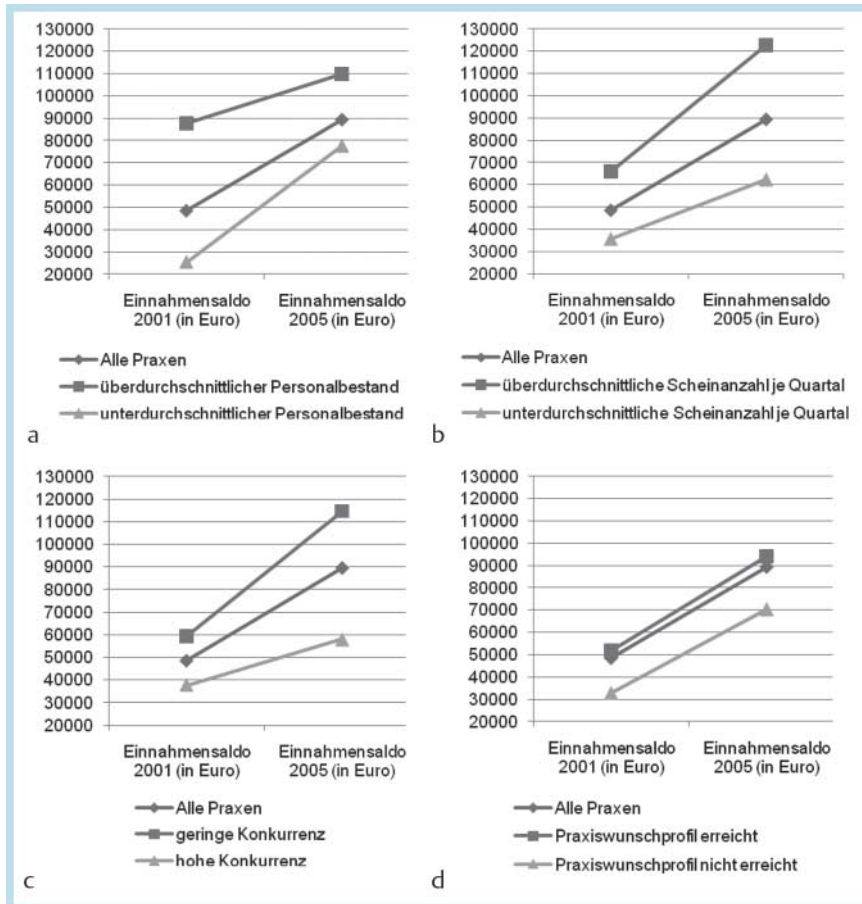 130000
120000
110000
100000
90000
80000
70000
60000
50000
40000
30000
20000
Einnahmensaldo Einnahmensaldo
2001 (in Euro) 2005 (in Euro)
Alle Praxen
überdurchschnittlicher Personalbestand
unterdurchschnittlicher Personalbestand
a
130000
120000
110000
100000
90000
80000
70000
60000
50000
40000
30000
20000
Einnahmensaldo Einnahmensaldo
2001 (in Euro) 2005 (in Euro)
Alle Praxen
überdurchschnittliche Scheinanzahl je Quartal
unterdurchschnittliche Scheinanzahl je Quartal
b
130000
120000
110000
100000
90000
80000
70000
60000
50000
40000
30000
20000
Einnahmensaldo Einnahmensaldo
2001 (in Euro) 2005 (in Euro)
Alle Praxen
geringe Konkurrenz
hohe Konkurrenz
c
130000
120000
110000
100000
90000
80000
70000
60000
50000
40000
30000
20000
Einnahmensaldo Einnahmensaldo
2001 (in Euro) 2005 (in Euro)
Alle Praxen
Praxiswunschprofil erreicht
Praxiswunschprofil nicht erreicht
d